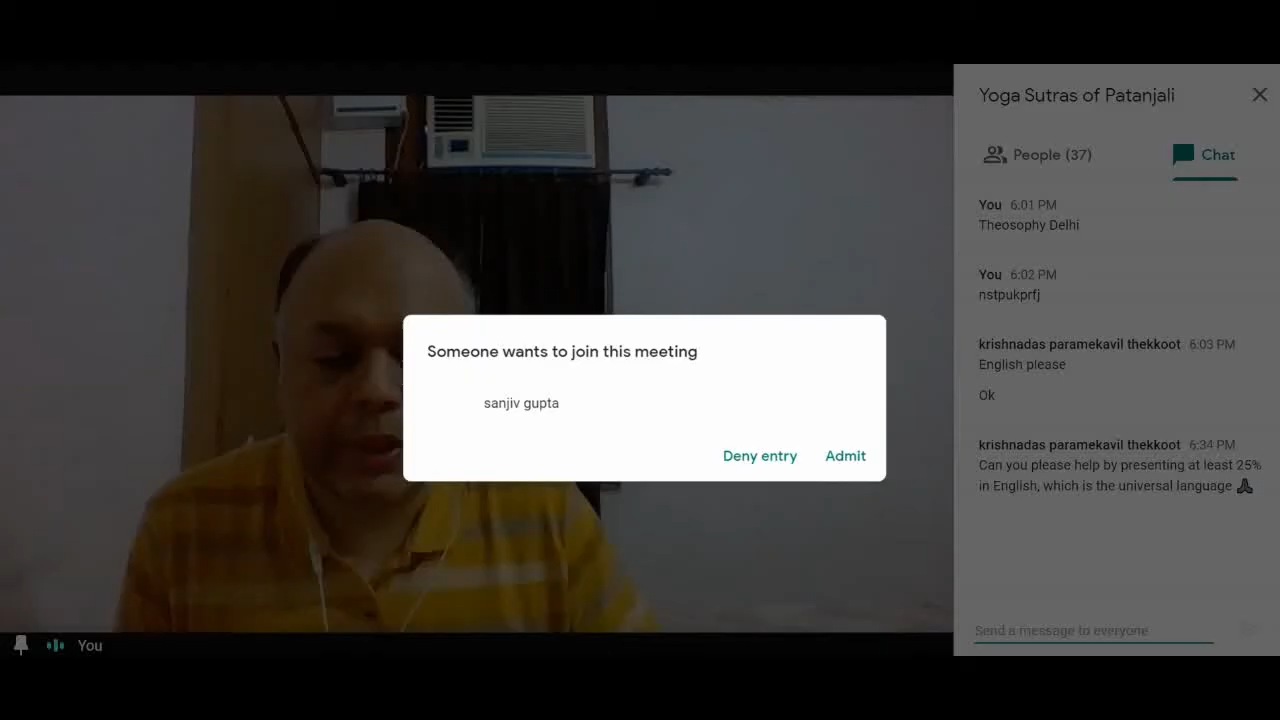 Yoga Sutras of Patanjali
People (37)
Chat
You 6:01 PM
Theosophy Delhi
You 6:02 PM
nstpukprfj
krishnadas paramekavil thekkoot 6:03 PM
English please
Ok
krishnadas paramekavil thekkoot 6:34 PM
Can you please help by presenting at least 25%
in English, which is the universal language 🙏
Send a message to everyone
Someone wants to join this meeting
sanjiv gupta
Deny entry Admit
You